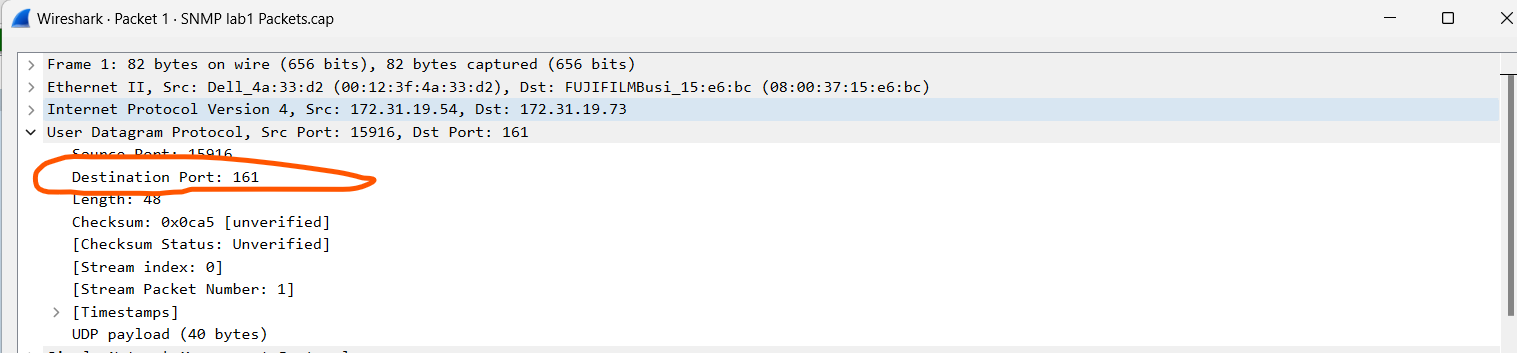 Wireshark · Packet 1 · SNMP lab1 Packets.cap
Frame 1: 82 bytes on wire (656 bits), 82 bytes captured (656 bits)
Ethernet II, Src: Dell_4a:33:d2 (00:12:3f:4a:33:d2), Dst: FUJIFILMBusi_15:e6:bc (08:00:37:15:e6:bc)
Internet Protocol Version 4, Src: 172.31.19.54, Dst: 172.31.19.73
User Datagram Protocol, Src Port: 15916, Dst Port: 161
Source Port: 15916
Destination Port: 161
Length: 48
Checksum: 0x0ca5 [unverified]
[Checksum Status: Unverified]
[Stream index: 0]
[Stream Packet Number: 1]
[Timestamps]
UDP payload (40 bytes)